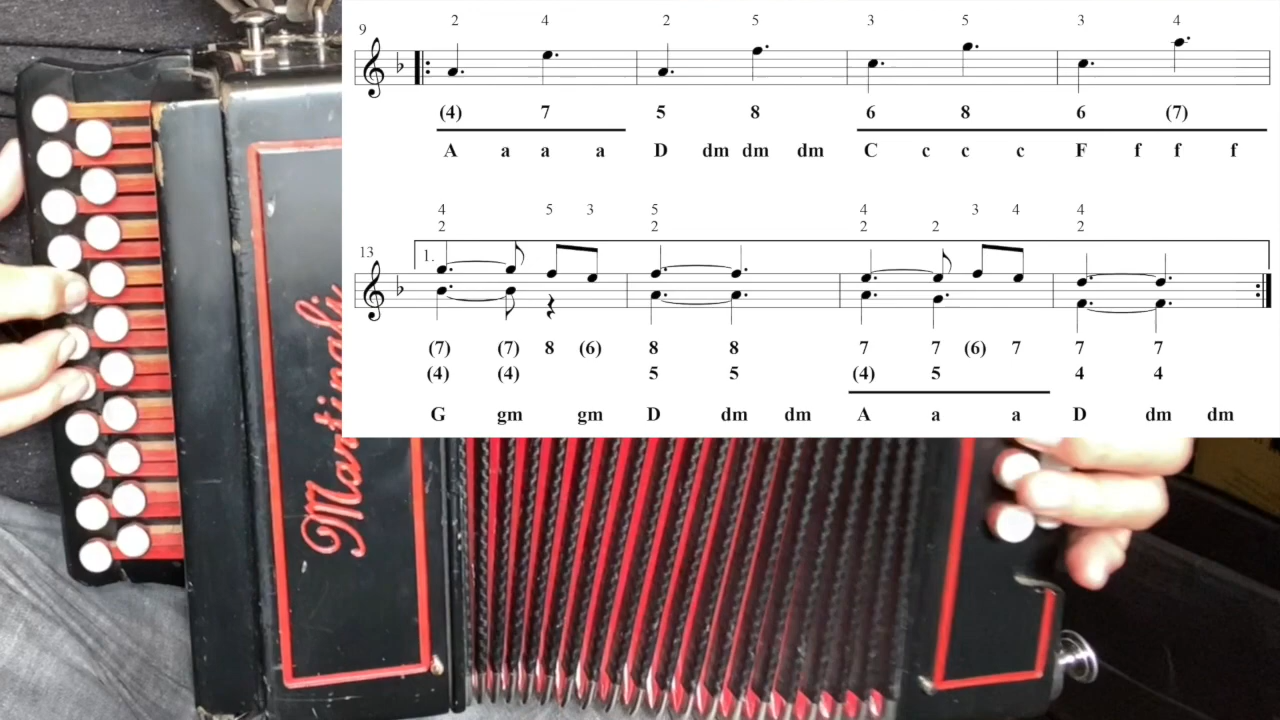 2 4 2 5 3 5 3 4
9
(4) 7 5 8 6 8 6 (7)
A a a a D dm dm dm C c c c F f f f
4 5 3 5 4 3 4 4
2 2 2 2
13
1.
(7) (7) 8 (6) 8 8 7 7 (6) 7 7 7
(4) (4) 5 5 (4) 5 4 4
G gm gm D dm dm A a a D dm dm
Martinali